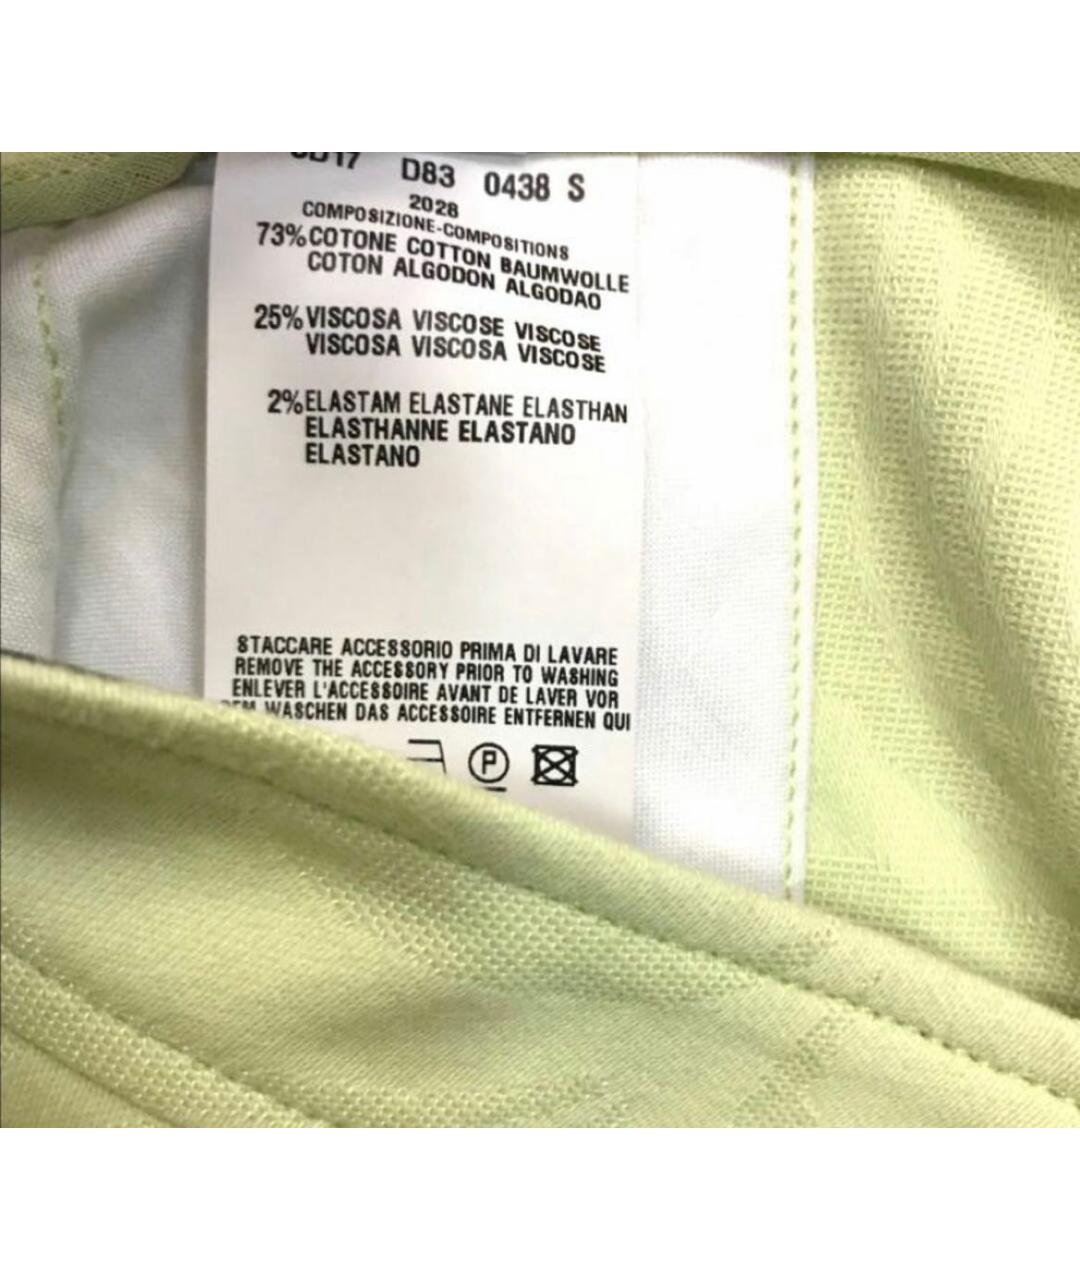 D83 0438 S
2028
COMPOSIZIONE-COMPOSITIONS
73% COTONE COTTON BAUMWOLLE
COTON ALGODON ALGODAO
25% VISCOSA VISCOSE VISCOSE
VISCOSA VISCOSA VISCOSE
2% ELASTAM ELASTANE ELASTHAN
ELASTHANNE ELASTANO
ELASTANO
STACCARE ACCESSORIO PRIMA DI LAVARE
REMOVE THE ACCESSORY PRIOR TO WASHING
ENLEVER L'ACCESSOIRE AVANT DE LAVER VOR
DEM WASCHEN DAS ACCESSOIRE ENTFERNEN QUI
P